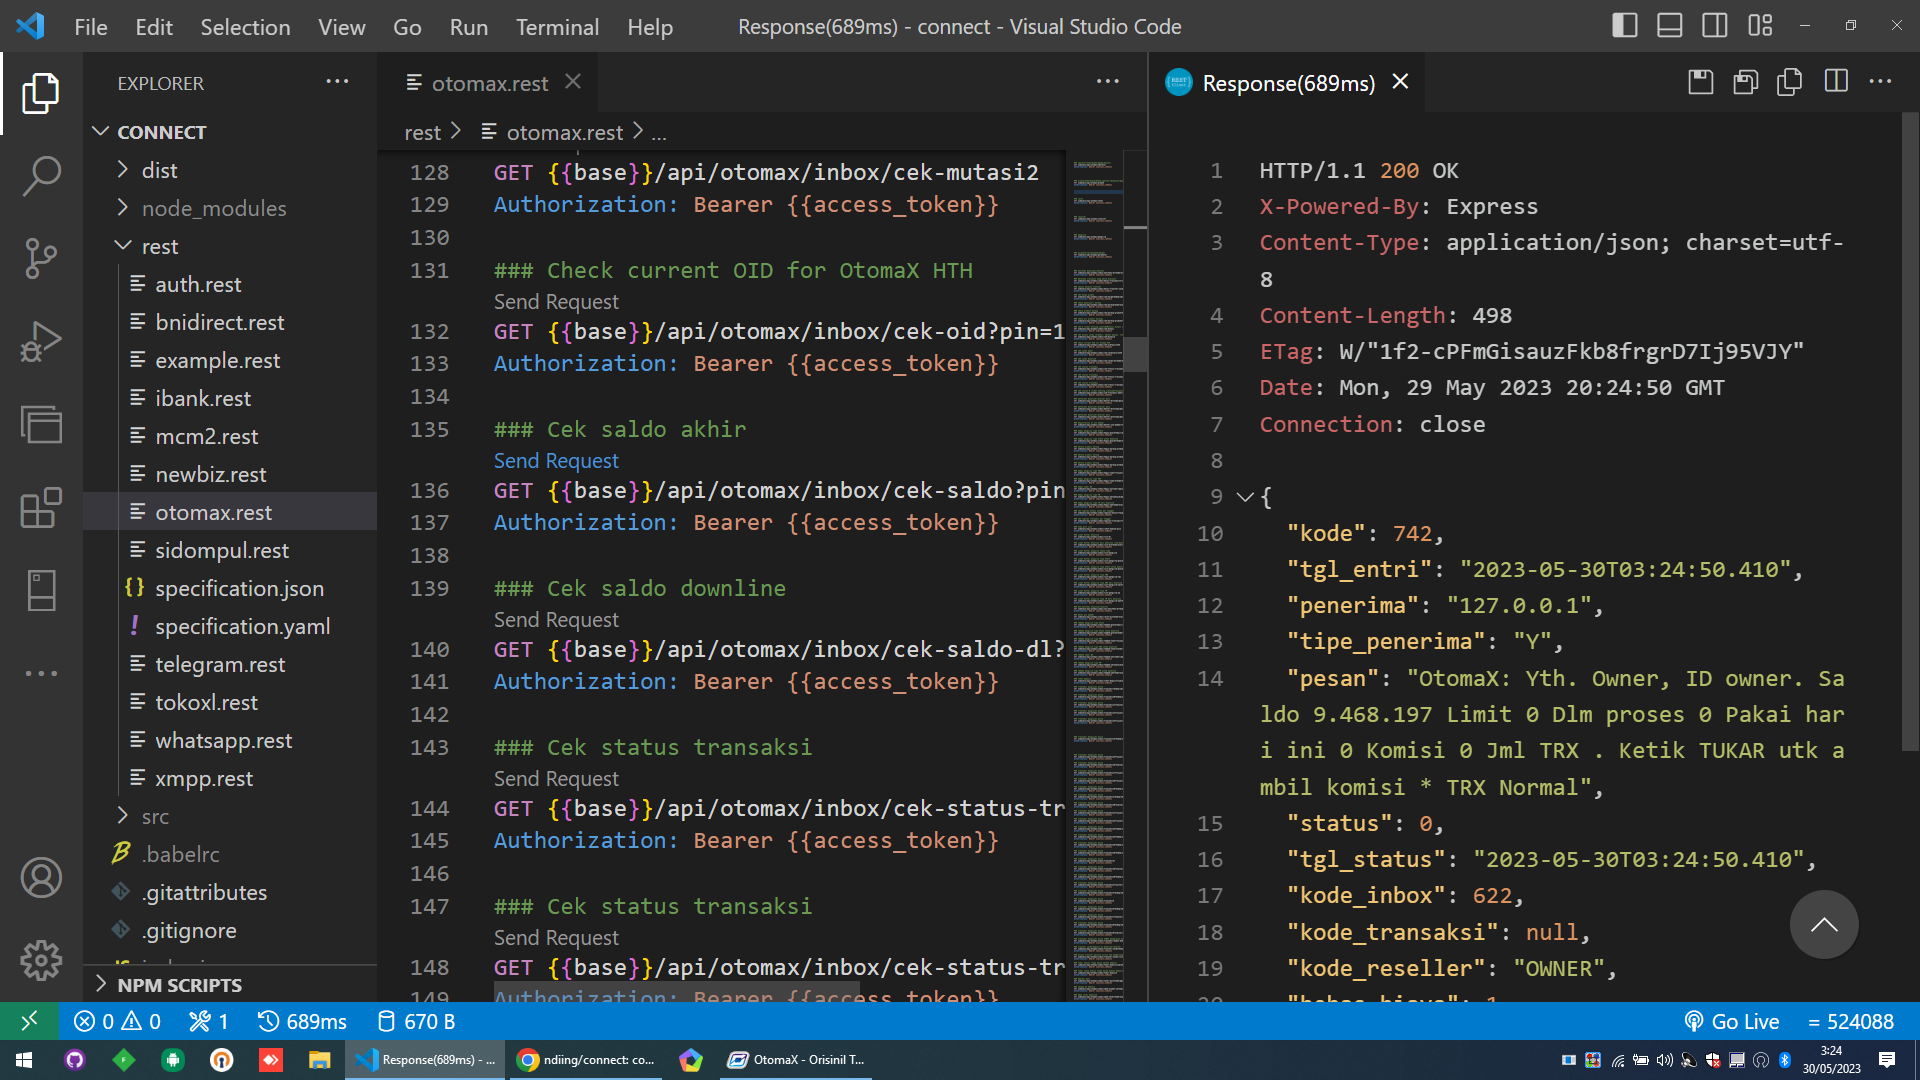 File Edit Selection View Go Run Terminal Help
Response(689ms) - connect - Visual Studio Code
EXPLORER
CONNECT
dist
node_modules
rest
auth.rest
bnidirect.rest
example.rest
ibank.rest
mcm2.rest
newbiz.rest
otomax.rest
sidompul.rest
{} specification.json
! specification.yaml
telegram.rest
tokoxl.rest
whatsapp.rest
xmpp.rest
src
.babelrc
.gitattributes
.gitignore
NPM SCRIPTS
otomax.rest
rest > otomax.rest > ...
128 GET {{base}}/api/otomax/inbox/cek-mutasi2
129 Authorization: Bearer {{access_token}}
130
131 ### Check current OID for OtomaX HTH
Send Request
132 GET {{base}}/api/otomax/inbox/cek-oid?pin=1
133 Authorization: Bearer {{access_token}}
134
135 ### Cek saldo akhir
Send Request
136 GET {{base}}/api/otomax/inbox/cek-saldo?pin
137 Authorization: Bearer {{access_token}}
138
139 ### Cek saldo downline
Send Request
140 GET {{base}}/api/otomax/inbox/cek-saldo-dl?
141 Authorization: Bearer {{access_token}}
142
143 ### Cek status transaksi
Send Request
144 GET {{base}}/api/otomax/inbox/cek-status-tr
145 Authorization: Bearer {{access_token}}
146
147 ### Cek status transaksi
Send Request
148 GET {{base}}/api/otomax/inbox/cek-status-tr
149 Authorization: Bearer {{access_token}}
Response(689ms)
1 HTTP/1.1 200 OK
2 X-Powered-By: Express
3 Content-Type: application/json; charset=utf-
8
4 Content-Length: 498
5 ETag: W/"1f2-cPFmGisauzFkb8frgrD7Ij95VJY"
6 Date: Mon, 29 May 2023 20:24:50 GMT
7 Connection: close
8
9 {
10 "kode": 742,
11 "tgl_entri": "2023-05-30T03:24:50.410",
12 "penerima": "127.0.0.1",
13 "tipe_penerima": "Y",
14 "pesan": "OtomaX: Yth. Owner, ID owner. Sa
ldo 9.468.197 Limit 0 Dlm proses 0 Pakai har
i ini 0 Komisi 0 Jml TRX . Ketik TUKAR utk a
mbil komisi * TRX Normal",
15 "status": 0,
16 "tgl_status": "2023-05-30T03:24:50.410",
17 "kode_inbox": 622,
18 "kode_transaksi": null,
19 "kode_reseller": "OWNER",
0 0 1 689ms 670 B
Go Live = 524088
Response(689ms) - ...
ndiing/connect: co...
OtomaX - Orisinil T...
3:24
30/05/2023